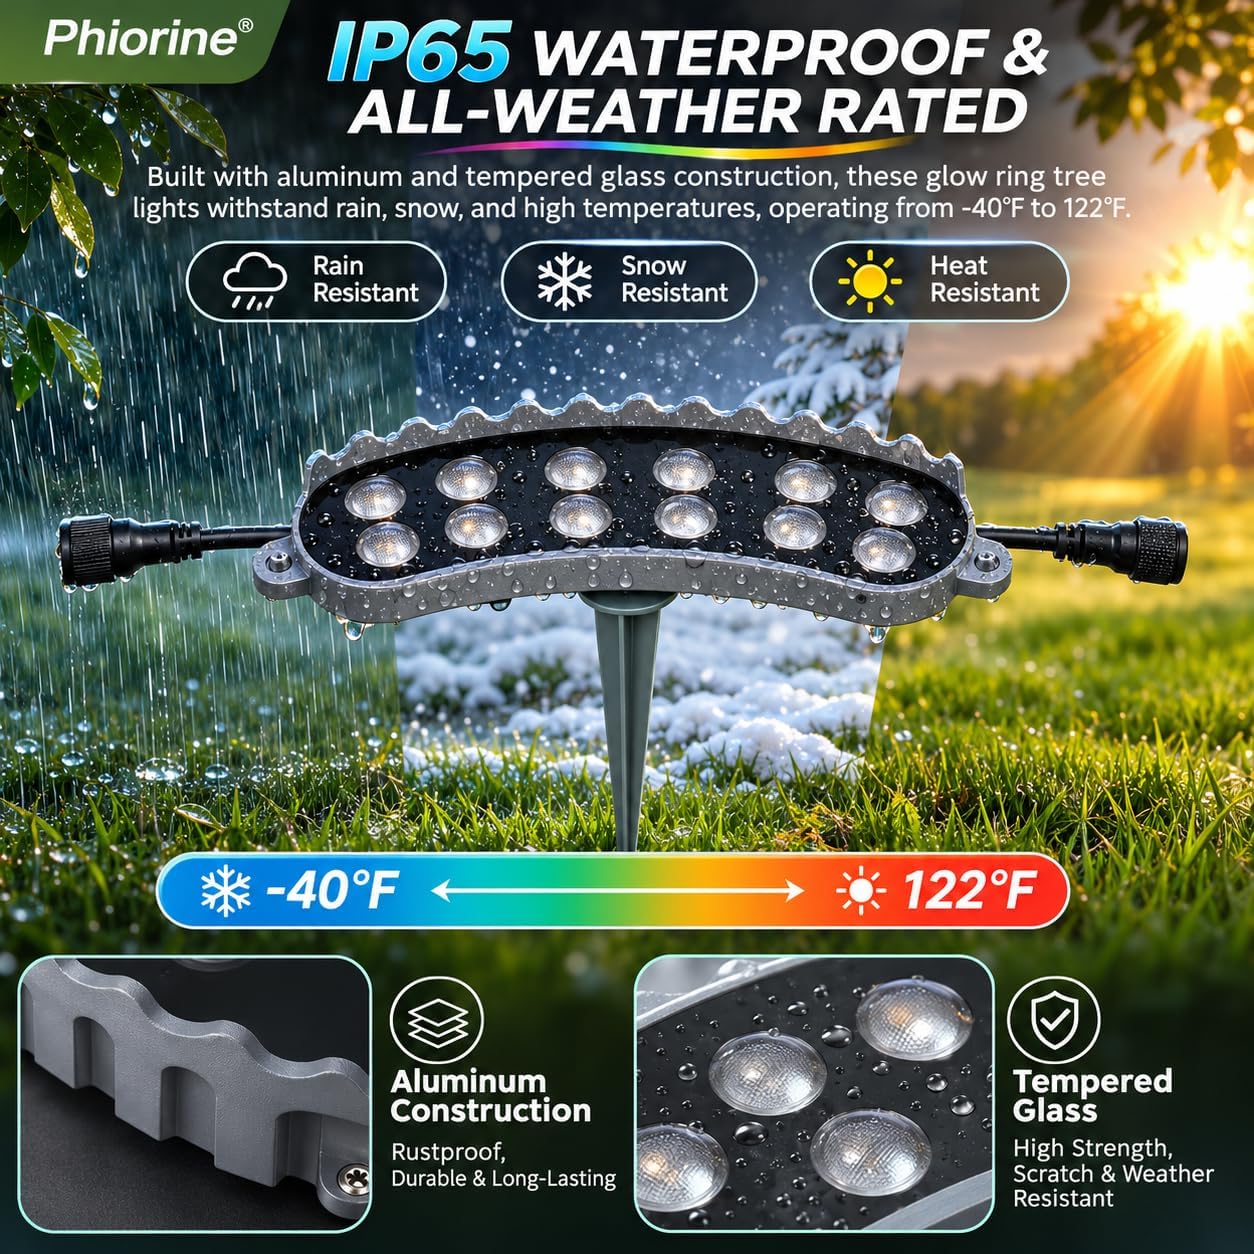 Phiorine®
IP65 WATERPROOF &
ALL-WEATHER RATED
Built with aluminum and tempered glass construction, these glow ring tree
lights withstand rain, snow, and high temperatures, operating from -40°F to 122°F.
Rain
Resistant
Snow
Resistant
Heat
Resistant
-40°F
122°F
Aluminum
Construction
Rustproof,
Durable & Long-Lasting
Tempered
Glass
High Strength,
Scratch & Weather
Resistant